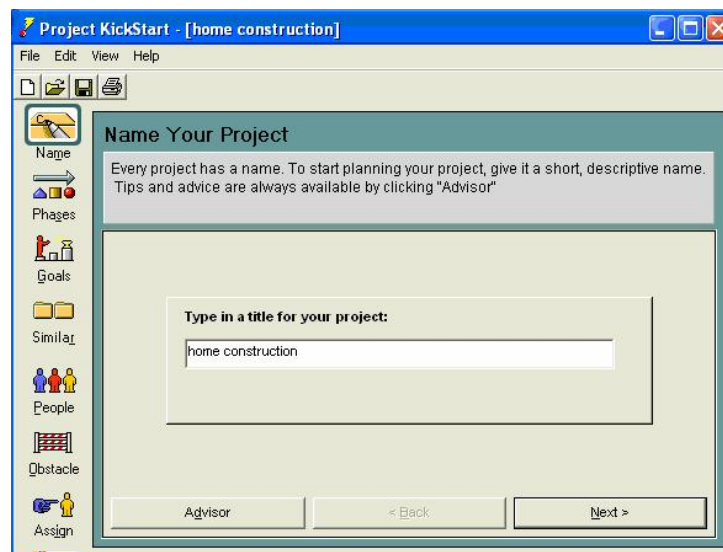 Project KickStart - [home construction]
File Edit View Help
Name
Phases
Goals
Similar
People
Obstacle
Assign
Name Your Project
Every project has a name. To start planning your project, give it a short, descriptive name.
Tips and advice are always available by clicking "Advisor"
Type in a title for your project:
home construction
Advisor
< Back
Next >